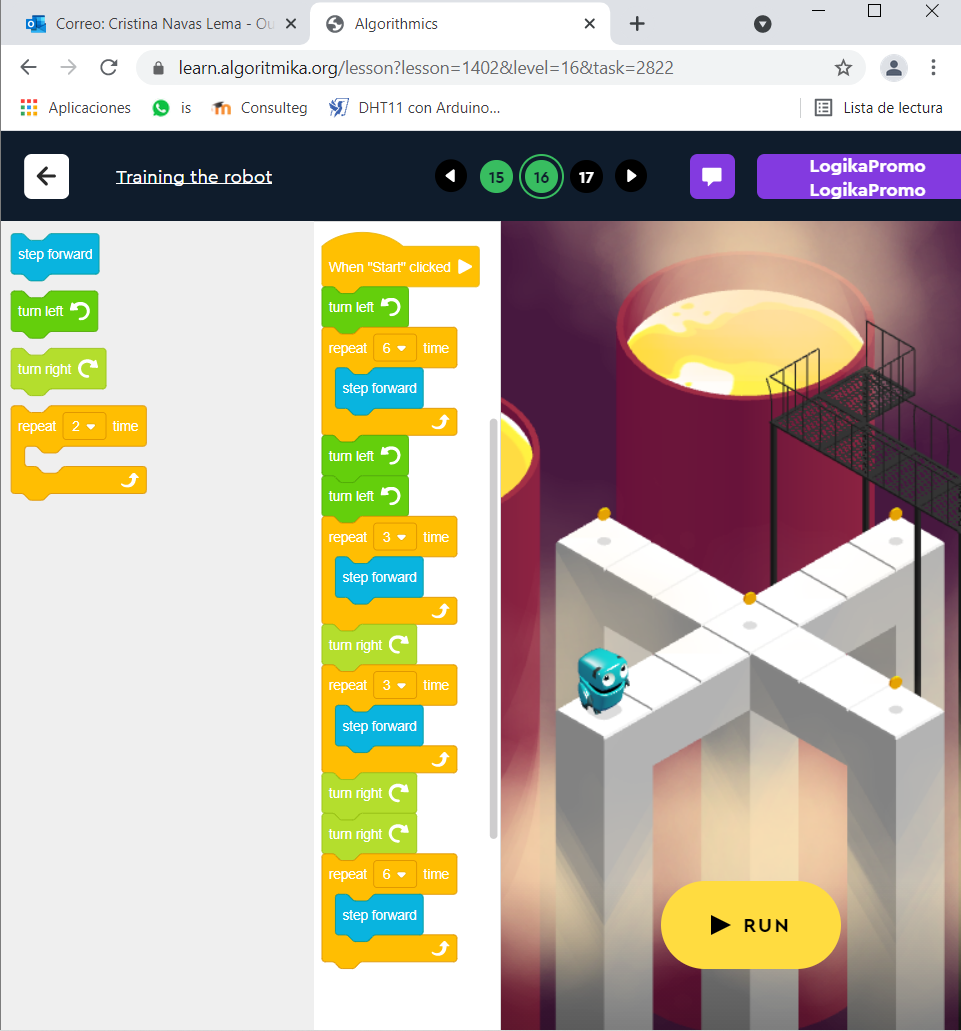 Correo: Cristina Navas Lema - Ou
Algorithmics
learn.algoritmika.org/lesson?lesson=1402&level=16&task=2822
Aplicaciones
is
Consulteg
DHT11 con Arduino...
Lista de lectura
Training the robot
15
16
17
LogikaPromo
LogikaPromo
step forward
turn left
turn right
repeat 2 time
When "Start" clicked
turn left
repeat 6 time
step forward
turn left
turn left
repeat 3 time
step forward
turn right
repeat 3 time
step forward
turn right
turn right
repeat 6 time
step forward
RUN